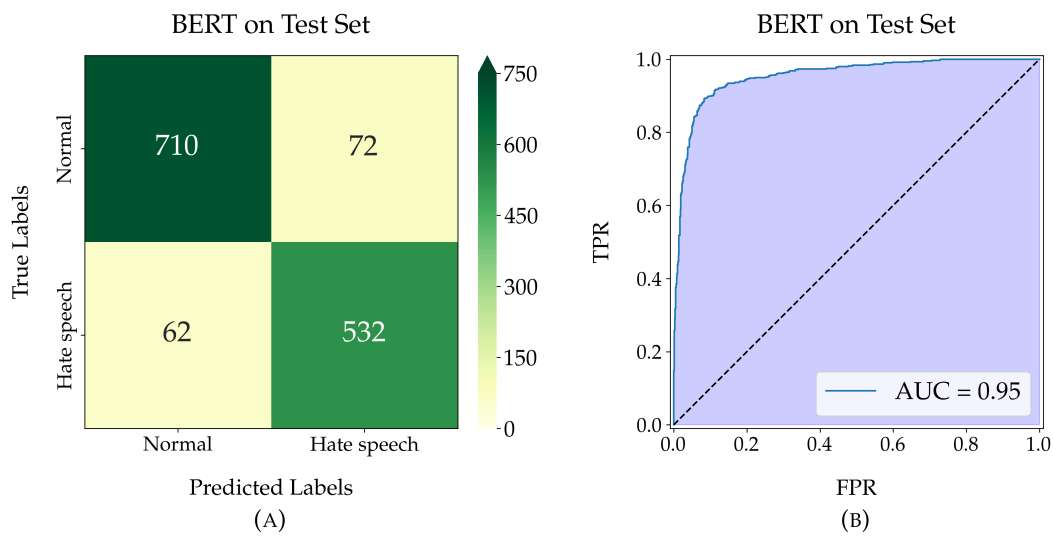 BERT on Test Set
True Labels
Normal
Hate speech
710
72
62
532
Normal
Hate speech
Predicted Labels
750
600
450
300
150
0
(A)
BERT on Test Set
TPR
1.0
0.8
0.6
0.4
0.2
0.0
AUC = 0.95
0.0
0.2
0.4
0.6
0.8
1.0
FPR
(B)